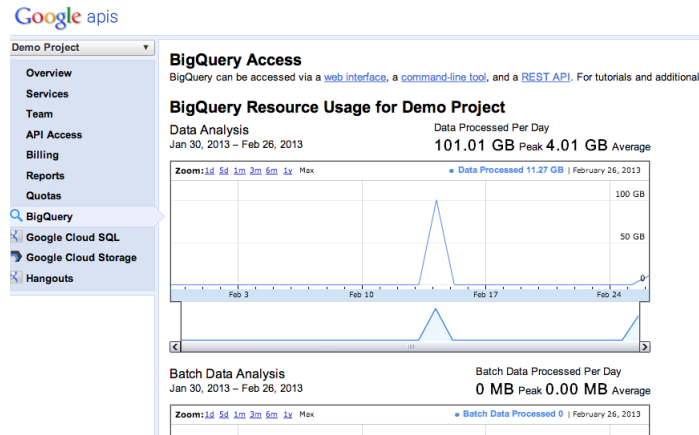 Google apis
Demo Project
Overview
Services
Team
API Access
Billing
Reports
Quotas
BigQuery
Google Cloud SQL
Google Cloud Storage
Hangouts
BigQuery Access
BigQuery can be accessed via a web interface, a command-line tool, and a REST API. For tutorials and additional
BigQuery Resource Usage for Demo Project
Data Analysis
Jan 30, 2013 – Feb 26, 2013
Data Processed Per Day
101.01 GB Peak 4.01 GB Average
Zoom: 1d 5d 1m 3m 6m 1y Max
Data Processed 11.27 GB | February 26, 2013
100 GB
50 GB
0
Feb 3 Feb 10 Feb 17 Feb 24
Batch Data Analysis
Jan 30, 2013 – Feb 26, 2013
Batch Data Processed Per Day
0 MB Peak 0.00 MB Average
Zoom: 1d 5d 1m 3m 6m 1y Max
Batch Data Processed 0 | February 26, 2013